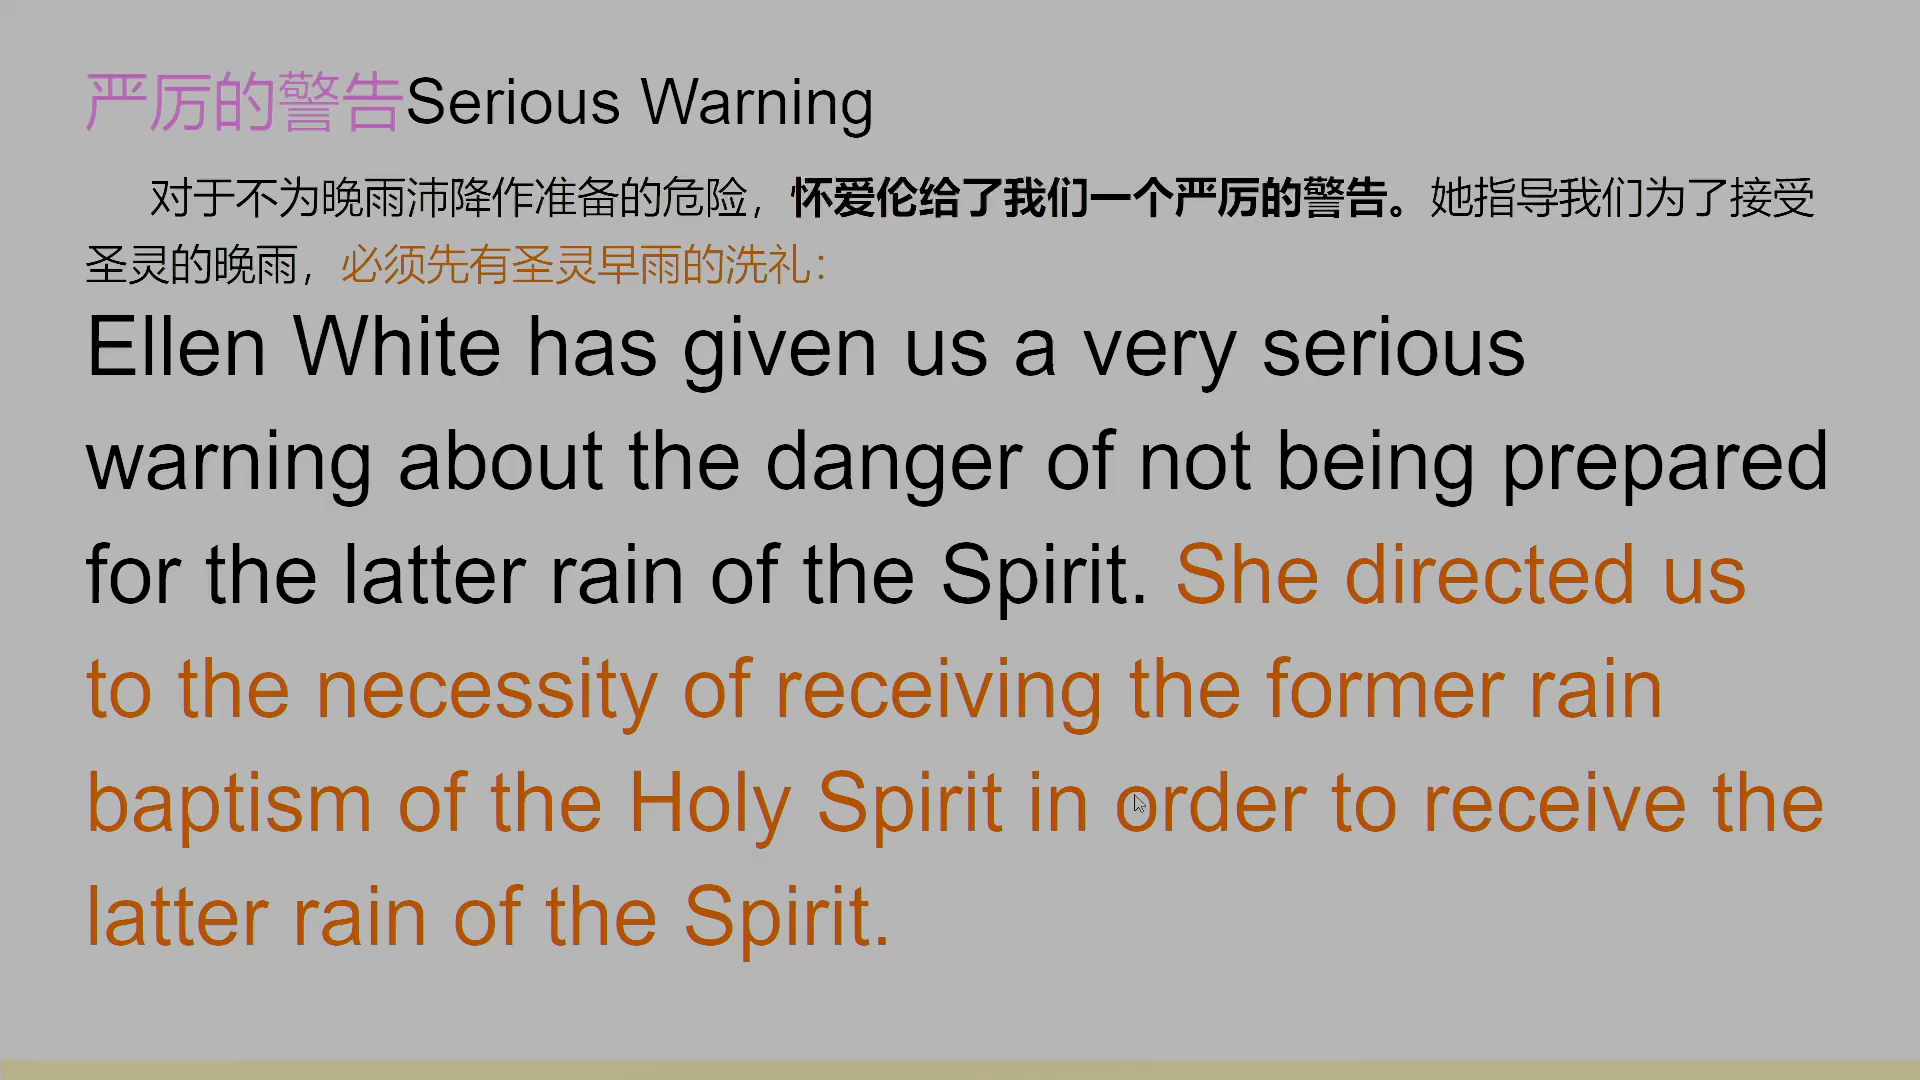 严厉的警告Serious Warning
对于不为晚雨沛降作准备的危险，怀爱伦给了我们一个严厉的警告。她指导我们为了接受
圣灵的晚雨，必须先有圣灵早雨的洗礼：
Ellen White has given us a very serious
warning about the danger of not being prepared
for the latter rain of the Spirit. She directed us
to the necessity of receiving the former rain
baptism of the Holy Spirit in order to receive the
latter rain of the Spirit.